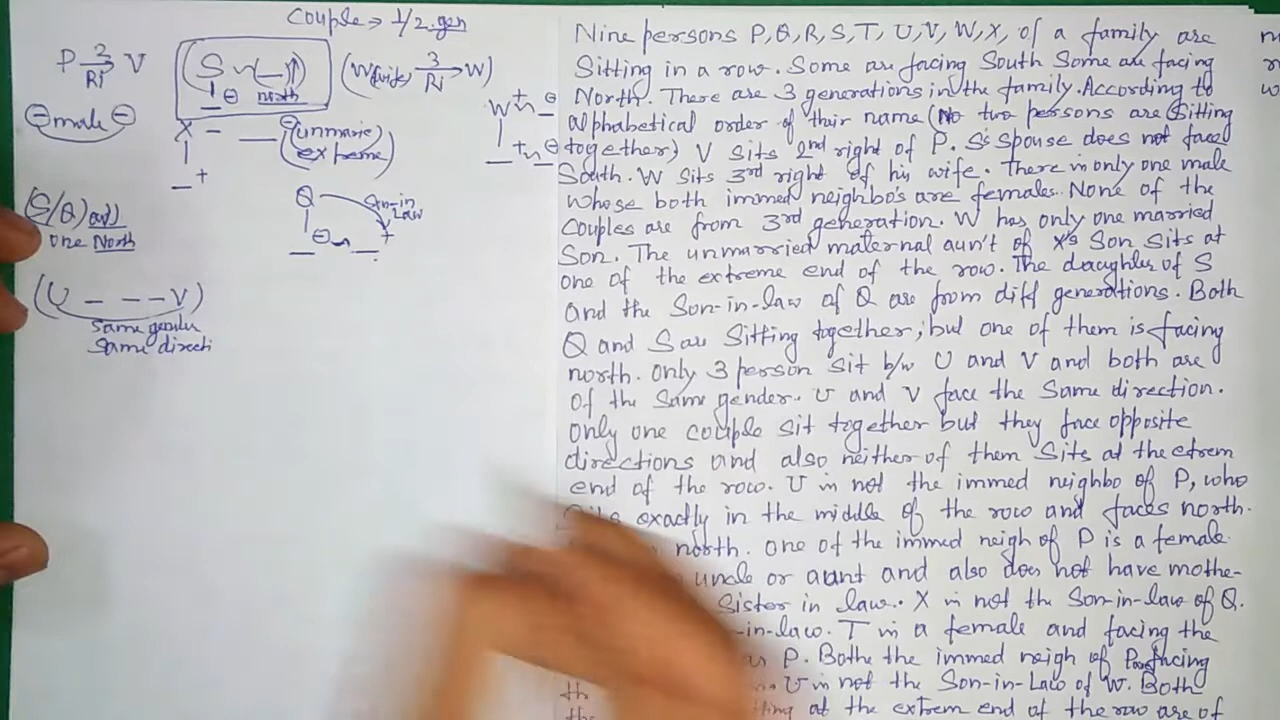 Couple → 1/2 gen
P 2/Ri V
S ~ (_)↑ north
(W(wife) 3/Ri → W)
⊖ male ⊖
X – __ ⊖ (unmarie) extreme
_ +
(S/Q) adj
one North
Q Son-in Law
(U – – – V)
Same gender
Same directi
Nine persons P,Q,R,S,T, U,V,W,X, of a family are
Sitting in a row. Some are facing South Some are facing
North. There are 3 generations in the family. According to
alphabetical order of their name (No two persons are Sitting
together) V sits 2nd right of P. S's Spouse does not faced
South. W sits 3rd right of his wife. There is only one male
whose both immed neighbo's are females. None of the
Couples are from 3rd generation. W has only one married
Son. The unmarried maternal aun't of X's Son sits at
one of the extreme end of the row. The daughter of S
and the Son-in-law of Q are from diff generations. Both
Q and S are Sitting together, but one of them is facing
north. only 3 person sit b/w U and V and both are
of the same gender. U and V face the Same direction.
Only one couple sit together but they face opposite
directions and also neither of them sits at the extrem
end of the row. U is not the immed neighbo of P, who
exactly in the middle of the row and faces north.
north. one of the immed neigh of P is a female
uncle or aunt and also does not have mothe-
Sister in law. X is not the Son-in-law of Q.
-in-law. T is a female and facing the
P. Bothe the immed neigh of P are facing
U is not the Son-in-Law of W. Both
th
the tting at the extrem end of the row are of